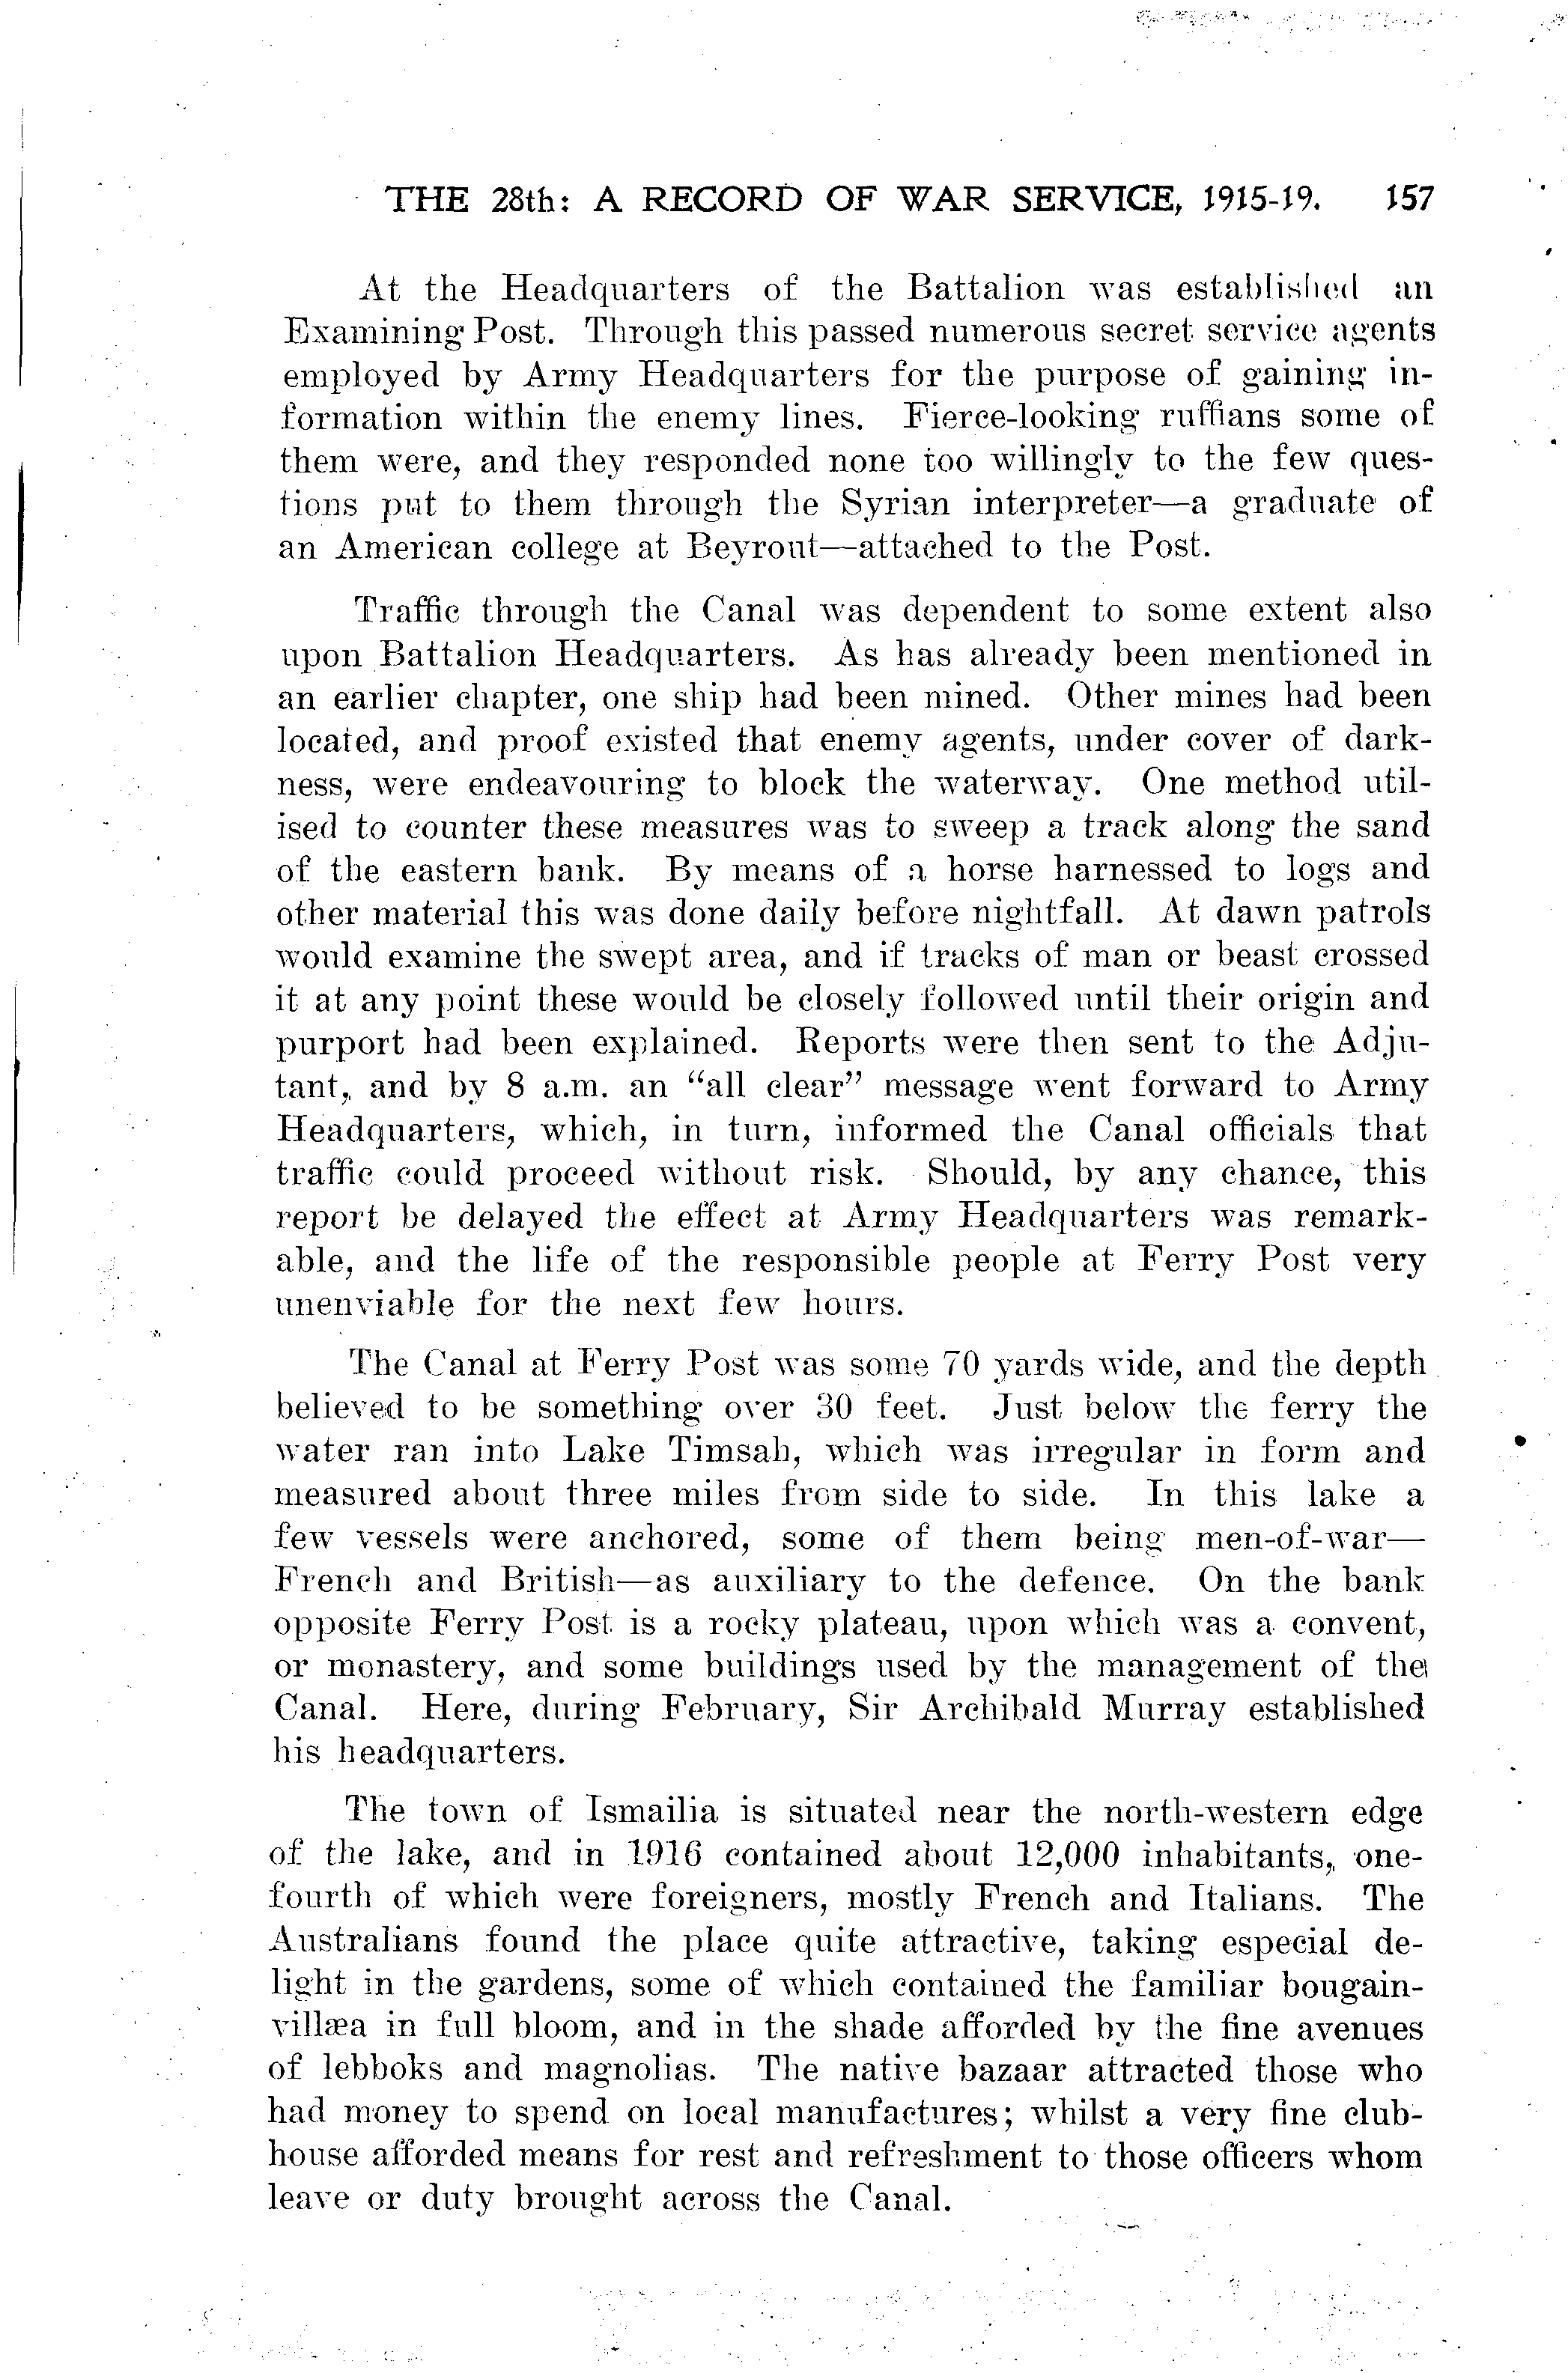 THE 28th: A RECORD OF WAR SERVICE, 1915-19. 157
At the Headquarters of the Battalion was established an
Examining Post. Through this passed numerous secret service agents
employed by Army Headquarters for the purpose of gaining in-
formation within the enemy lines. Fierce-looking ruffians some of
them were, and they responded none too willingly to the few ques-
tions put to them through the Syrian interpreter—a graduate of
an American college at Beyrout—attached to the Post.
Traffic through the Canal was dependent to some extent also
upon Battalion Headquarters. As has already been mentioned in
an earlier chapter, one ship had been mined. Other mines had been
located, and proof existed that enemy agents, under cover of dark-
ness, were endeavouring to block the waterway. One method util-
ised to counter these measures was to sweep a track along the sand
of the eastern bank. By means of a horse harnessed to logs and
other material this was done daily before nightfall. At dawn patrols
would examine the swept area, and if tracks of man or beast crossed
it at any point these would be closely followed until their origin and
purport had been explained. Reports were then sent to the Adju-
tant, and by 8 a.m. an "all clear" message went forward to Army
Headquarters, which, in turn, informed the Canal officials that
traffic could proceed without risk. Should, by any chance, this
report be delayed the effect at Army Headquarters was remark-
able, and the life of the responsible people at Ferry Post very
unenviable for the next few hours.
The Canal at Ferry Post was some 70 yards wide, and the depth
believed to be something over 30 feet. Just below the ferry the
water ran into Lake Timsah, which was irregular in form and
measured about three miles from side to side. In this lake a
few vessels were anchored, some of them being men-of-war—
French and British—as auxiliary to the defence. On the bank
opposite Ferry Post is a rocky plateau, upon which was a convent,
or monastery, and some buildings used by the management of the
Canal. Here, during February, Sir Archibald Murray established
his headquarters.
The town of Ismailia is situated near the north-western edge
of the lake, and in 1916 contained about 12,000 inhabitants, one-
fourth of which were foreigners, mostly French and Italians. The
Australians found the place quite attractive, taking especial de-
light in the gardens, some of which contained the familiar bougain-
villæa in full bloom, and in the shade afforded by the fine avenues
of lebboks and magnolias. The native bazaar attracted those who
had money to spend on local manufactures; whilst a very fine club-
house afforded means for rest and refreshment to those officers whom
leave or duty brought across the Canal.